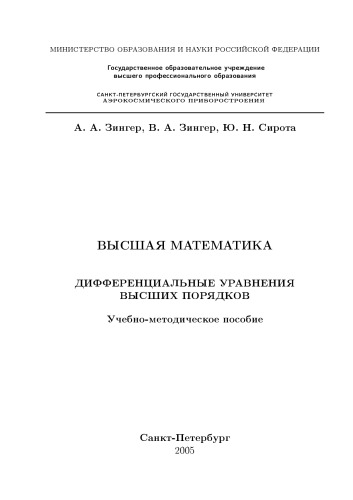 МИНИСТЕРСТВО ОБРАЗОВАНИЯ И НАУКИ РОССИЙСКОЙ ФЕДЕРАЦИИ
Государственное образовательное учреждение
высшего профессионального образования
САНКТ-ПЕТЕРБУРГСКИЙ ГОСУДАРСТВЕННЫЙ УНИВЕРСИТЕТ
АЭРОКОСМИЧЕСКОГО ПРИБОРОСТРОЕНИЯ
А. А. Зингер, В. А. Зингер, Ю. Н. Сирота
ВЫСШАЯ МАТЕМАТИКА
ДИФФЕРЕНЦИАЛЬНЫЕ УРАВНЕНИЯ
ВЫСШИХ ПОРЯДКОВ
Учебно-методическое пособие
Санкт-Петербург
2005